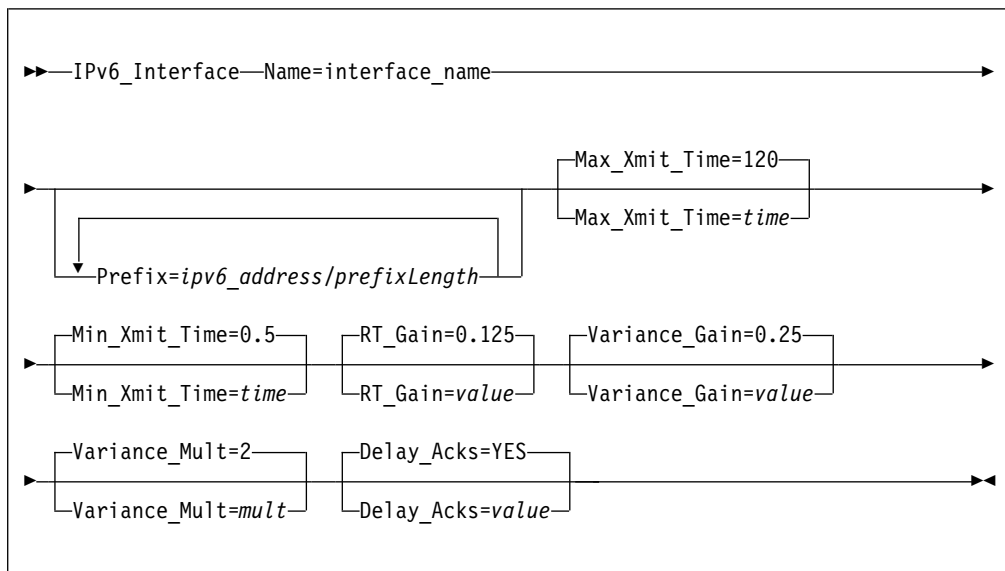 IPv6_Interface Name=interface_name
Max_Xmit_Time=120
Max_Xmit_Time=time
Prefix=ipv6_address/prefixLength
Min_Xmit_Time=0.5 RT_Gain=0.125 Variance_Gain=0.25
Min_Xmit_Time=time RT_Gain=value Variance_Gain=value
Variance_Mult=2 Delay_Acks=YES
Variance_Mult=mult Delay_Acks=value